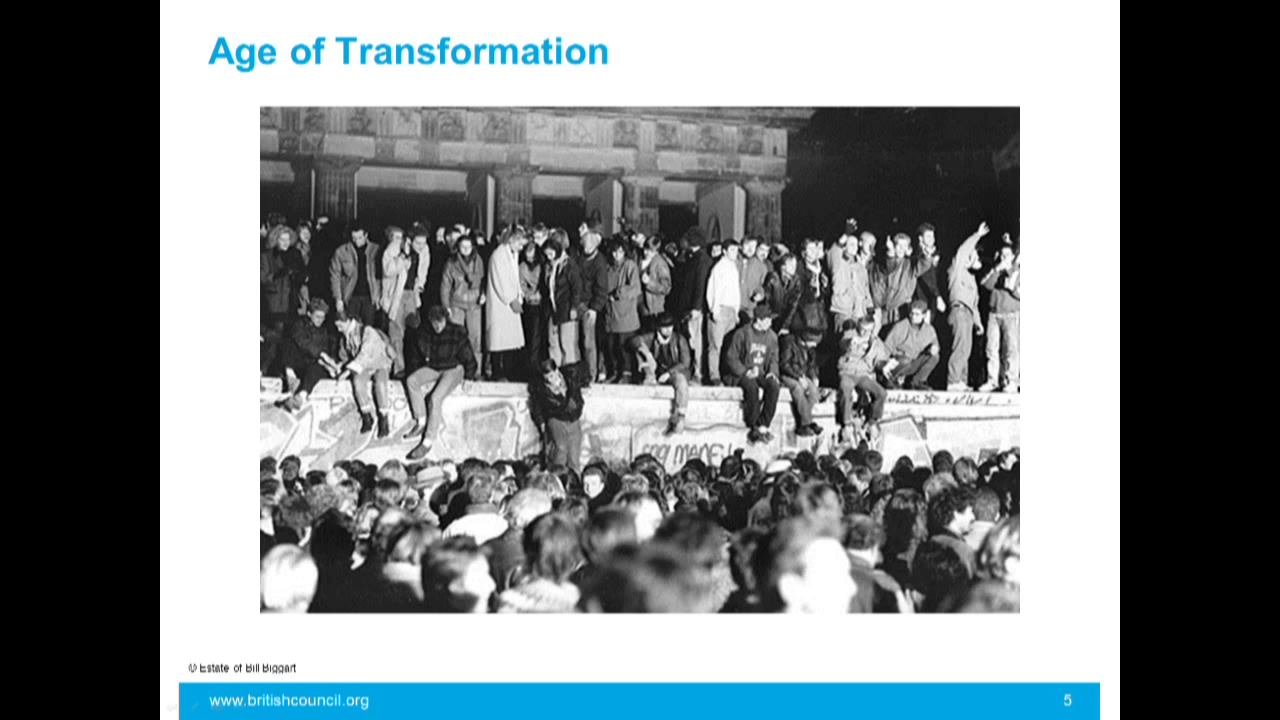 Age of Transformation
© Estate of Bill Biggart
www.britishcouncil.org
5